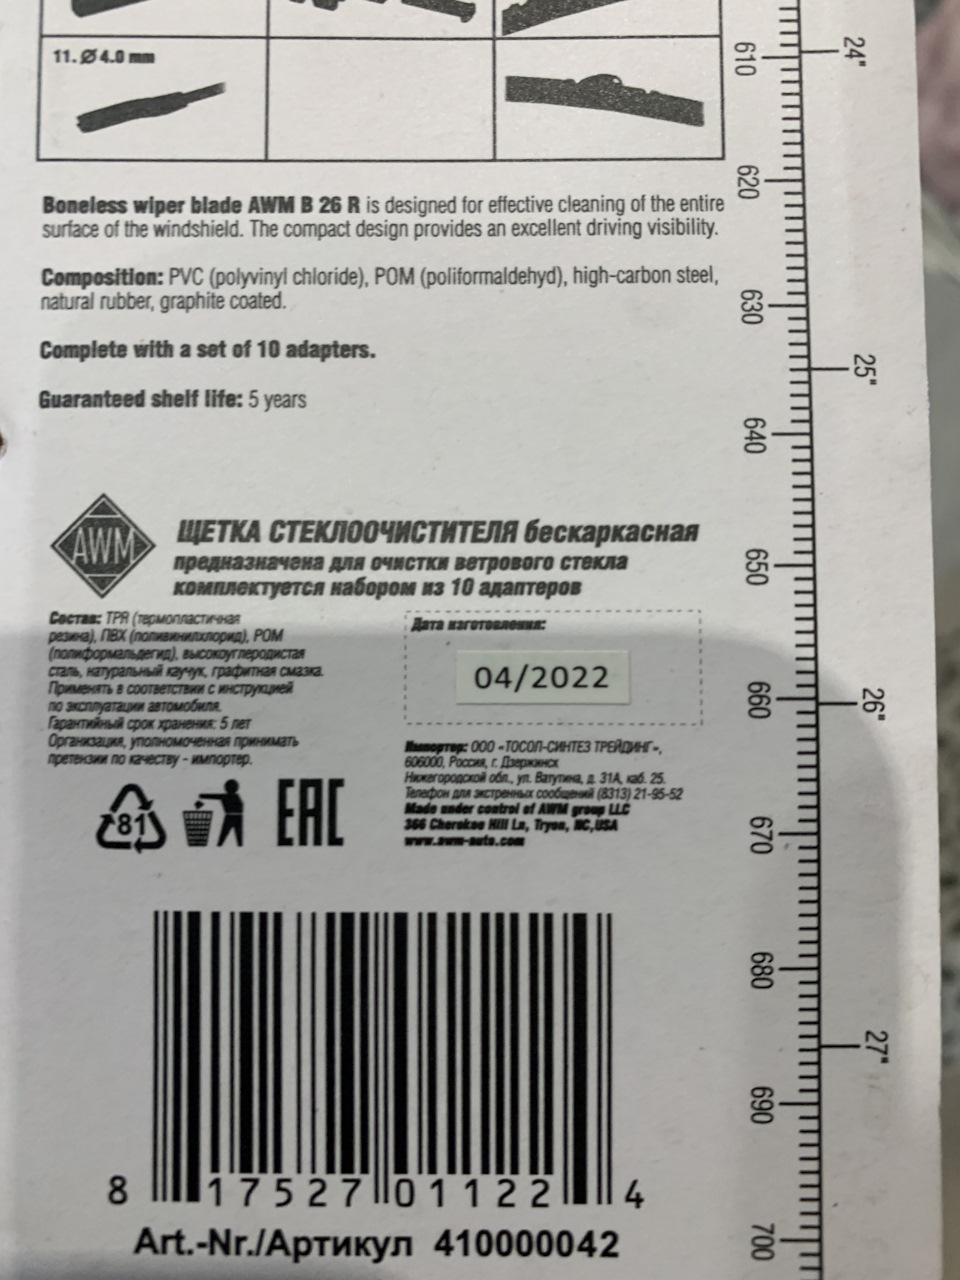 11. Ø 4.0 mm
Boneless wiper blade AWM B 26 R is designed for effective cleaning of the entire
surface of the windshield. The compact design provides an excellent driving visibility.
Composition: PVC (polyvinyl chloride), POM (poliformaldehyd), high-carbon steel,
natural rubber, graphite coated.
Complete with a set of 10 adapters.
Guaranteed shelf life: 5 years
AWM
ЩЕТКА СТЕКЛООЧИСТИТЕЛЯ бескаркасная
предназначена для очистки ветрового стекла
комплектуется набором из 10 адаптеров
Состав: TPR (термопластичная
резина), ПВХ (поливинилхлорид), POM
(полиформальдегид), высокоуглеродистая
сталь, натуральный каучук, графитная смазка.
Применять в соответствии с инструкцией
по эксплуатации автомобиля.
Гарантийный срок хранения: 5 лет
Организация, уполномоченная принимать
претензии по качеству - импортер.
Дата изготовления:
04/2022
Импортер: ООО «ТОСОЛ-СИНТЕЗ ТРЕЙДИНГ»,
606000, Россия, г. Дзержинск
Нижегородской обл., ул. Ватутина, д. 31А, каб. 25.
Телефон для экстренных сообщений (8313) 21-95-52
Made under control of AWM group LLC
366 Cherokee Hill Ln, Tryon, NC, USA
www.awm-auto.com
81
EAC
8 17527 01122 4
Art.-Nr./Артикул 410000042
610
620
630
640
650
660
670
680
690
700
24"
25"
26"
27"